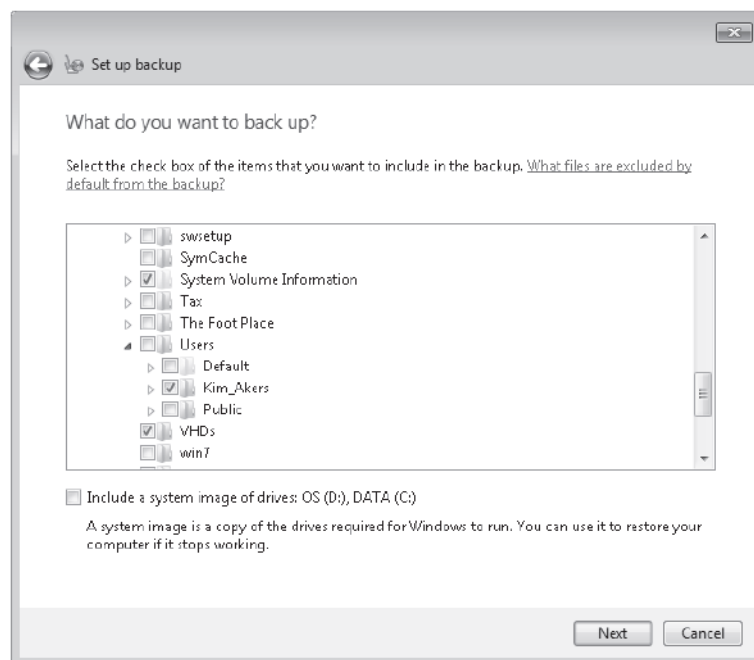 Set up backup
What do you want to back up?
Select the check box of the items that you want to include in the backup. What files are excluded by
default from the backup?
swsetup
SymCache
System Volume Information
Tax
The Foot Place
Users
Default
Kim_Akers
Public
VHDs
win7
Include a system image of drives: OS (D:), DATA (C:)
A system image is a copy of the drives required for Windows to run. You can use it to restore your
computer if it stops working.
Next Cancel